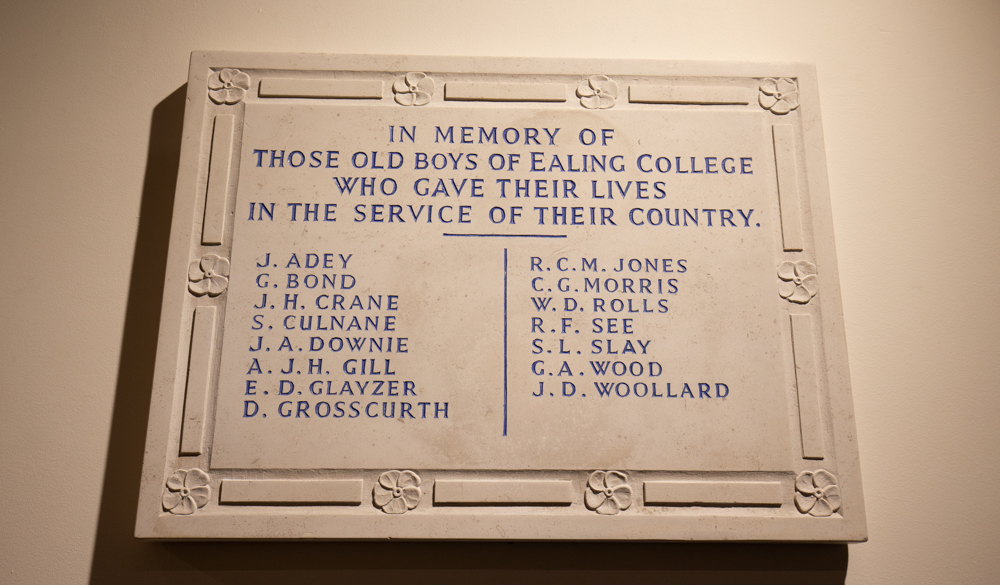 IN MEMORY OF
THOSE OLD BOYS OF EALING COLLEGE
WHO GAVE THEIR LIVES
IN THE SERVICE OF THEIR COUNTRY.
J. ADEY
G. BOND
J. H. CRANE
S. CULNANE
J. A. DOWNIE
A. J. H. GILL
E. D. GLAYZER
D. GROSSCURTH
R. C. M. JONES
C. G. MORRIS
W. D. ROLLS
R. F. SEE
S. L. SLAY
G. A. WOOD
J. D. WOOLLARD